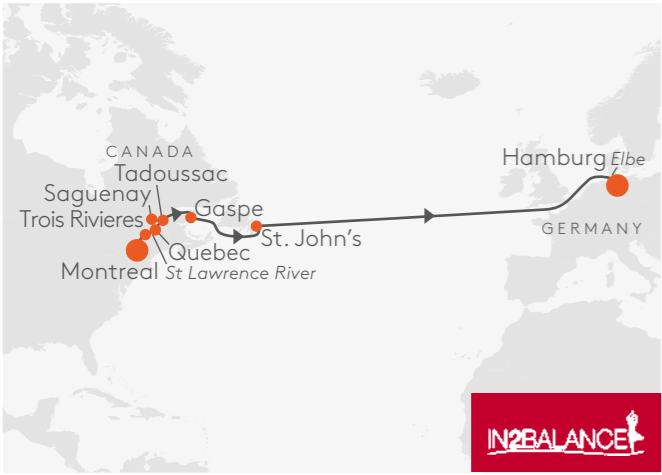 CANADA
Tadoussac
Saguenay
Trois Rivieres
Gaspe
Quebec
Montreal
St Lawrence River
St. John's
Hamburg Elbe
GERMANY
IN2BALANCE